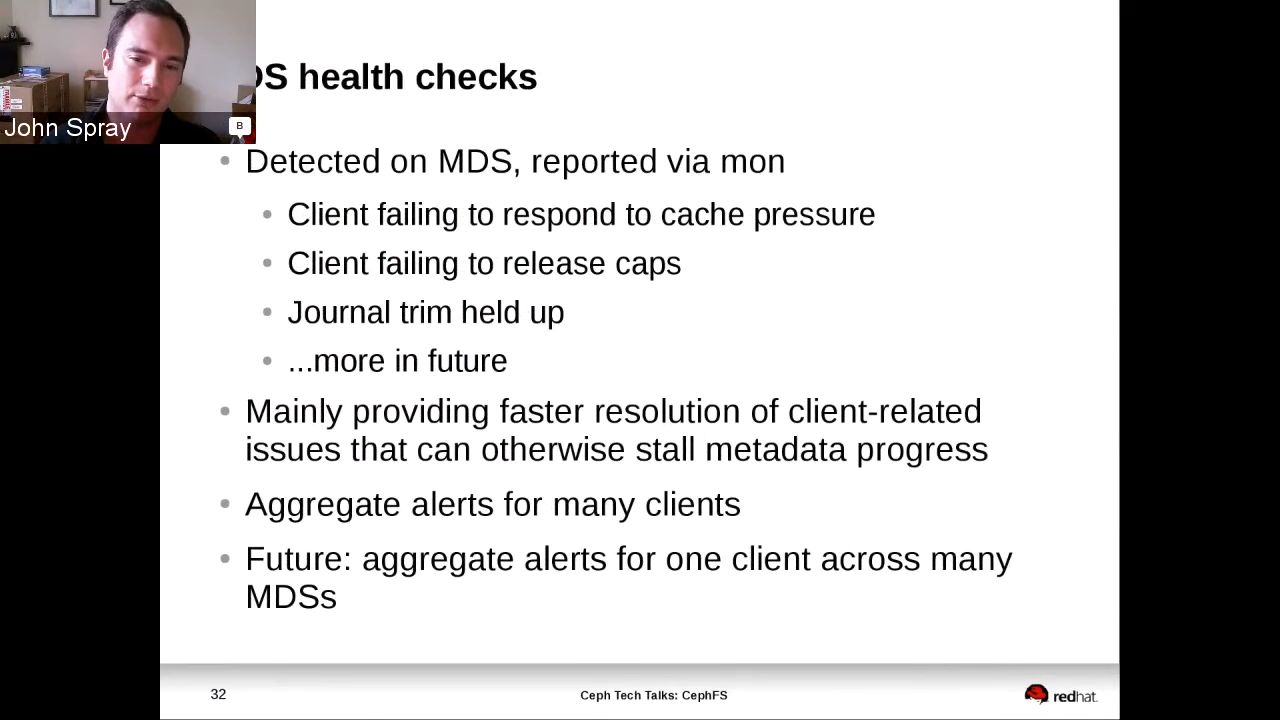 DS health checks
John Spray
B
Detected on MDS, reported via mon
Client failing to respond to cache pressure
Client failing to release caps
Journal trim held up
...more in future
Mainly providing faster resolution of client-related
issues that can otherwise stall metadata progress
Aggregate alerts for many clients
Future: aggregate alerts for one client across many
MDSs
32
Ceph Tech Talks: CephFS
redhat.